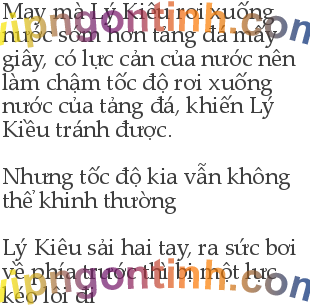 May mà Lý Kiêu rơi xuống
nước sớm hơn tảng đá mấy
giây, có lực cản của nước nên
làm chậm tốc độ rơi xuống
nước của tảng đá, khiến Lý
Kiều tránh được.
Nhưng tốc độ kia vẫn không
thể khinh thường
Lý Kiêu sải hai tay, ra sức bơi
về phía trước thì bị một lực
kéo lôi đi